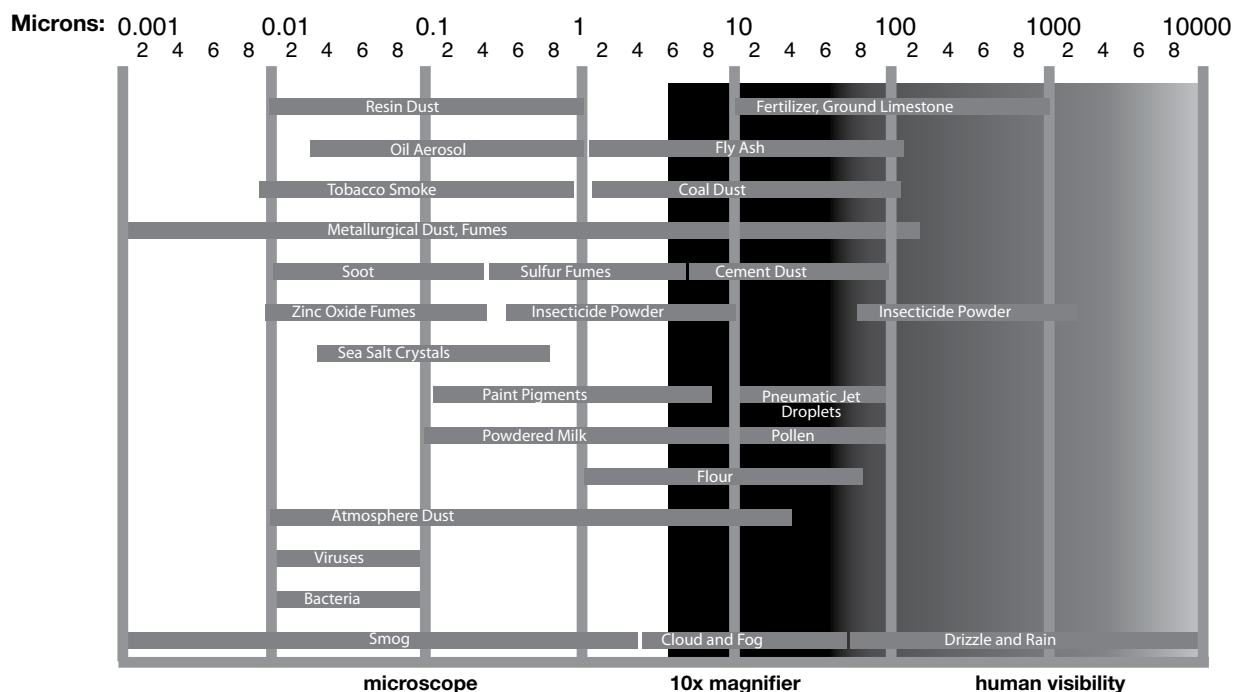 Microns: 0.001 0.01 0.1 1 10 100 1000 10000
2 4 6 8 2 4 6 8 2 4 6 8 2 4 6 8 2 4 6 8 2 4 6 8 2 4 6 8
Resin Dust Fertilizer, Ground Limestone
Oil Aerosol Fly Ash
Tobacco Smoke Coal Dust
Metallurgical Dust, Fumes
Soot Sulfur Fumes Cement Dust
Zinc Oxide Fumes Insecticide Powder Insecticide Powder
Sea Salt Crystals
Paint Pigments Pneumatic Jet
Droplets
Powdered Milk Pollen
Flour
Atmosphere Dust
Viruses
Bacteria
Smog Cloud and Fog Drizzle and Rain
microscope 10x magnifier human visibility